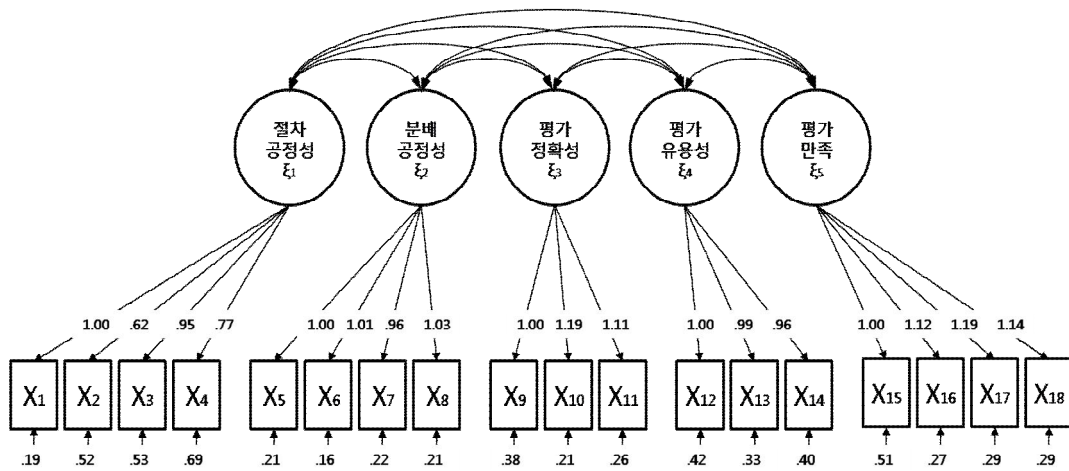 절차
공정성
ξ1
분배
공정성
ξ2
평가
정확성
ξ3
평가
유용성
ξ4
평가
만족
ξ5
1.00 .62 .95 .77 1.00 1.01 .96 1.03 1.00 1.19 1.11 1.00 .99 .96 1.00 1.12 1.19 1.14
X1 X2 X3 X4 X5 X6 X7 X8 X9 X10 X11 X12 X13 X14 X15 X16 X17 X18
.19 .52 .53 .69 .21 .16 .22 .21 .38 .21 .26 .42 .33 .40 .51 .27 .29 .29